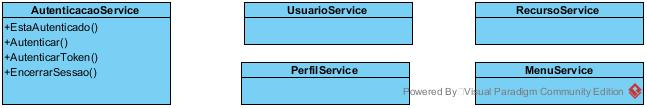 AutenticacaoService
+EstaAutenticado()
+Autenticar()
+AutenticarToken()
+EncerrarSessao()
UsuarioService
RecursoService
PerfilService
MenuService
Powered By Visual Paradigm Community Edition